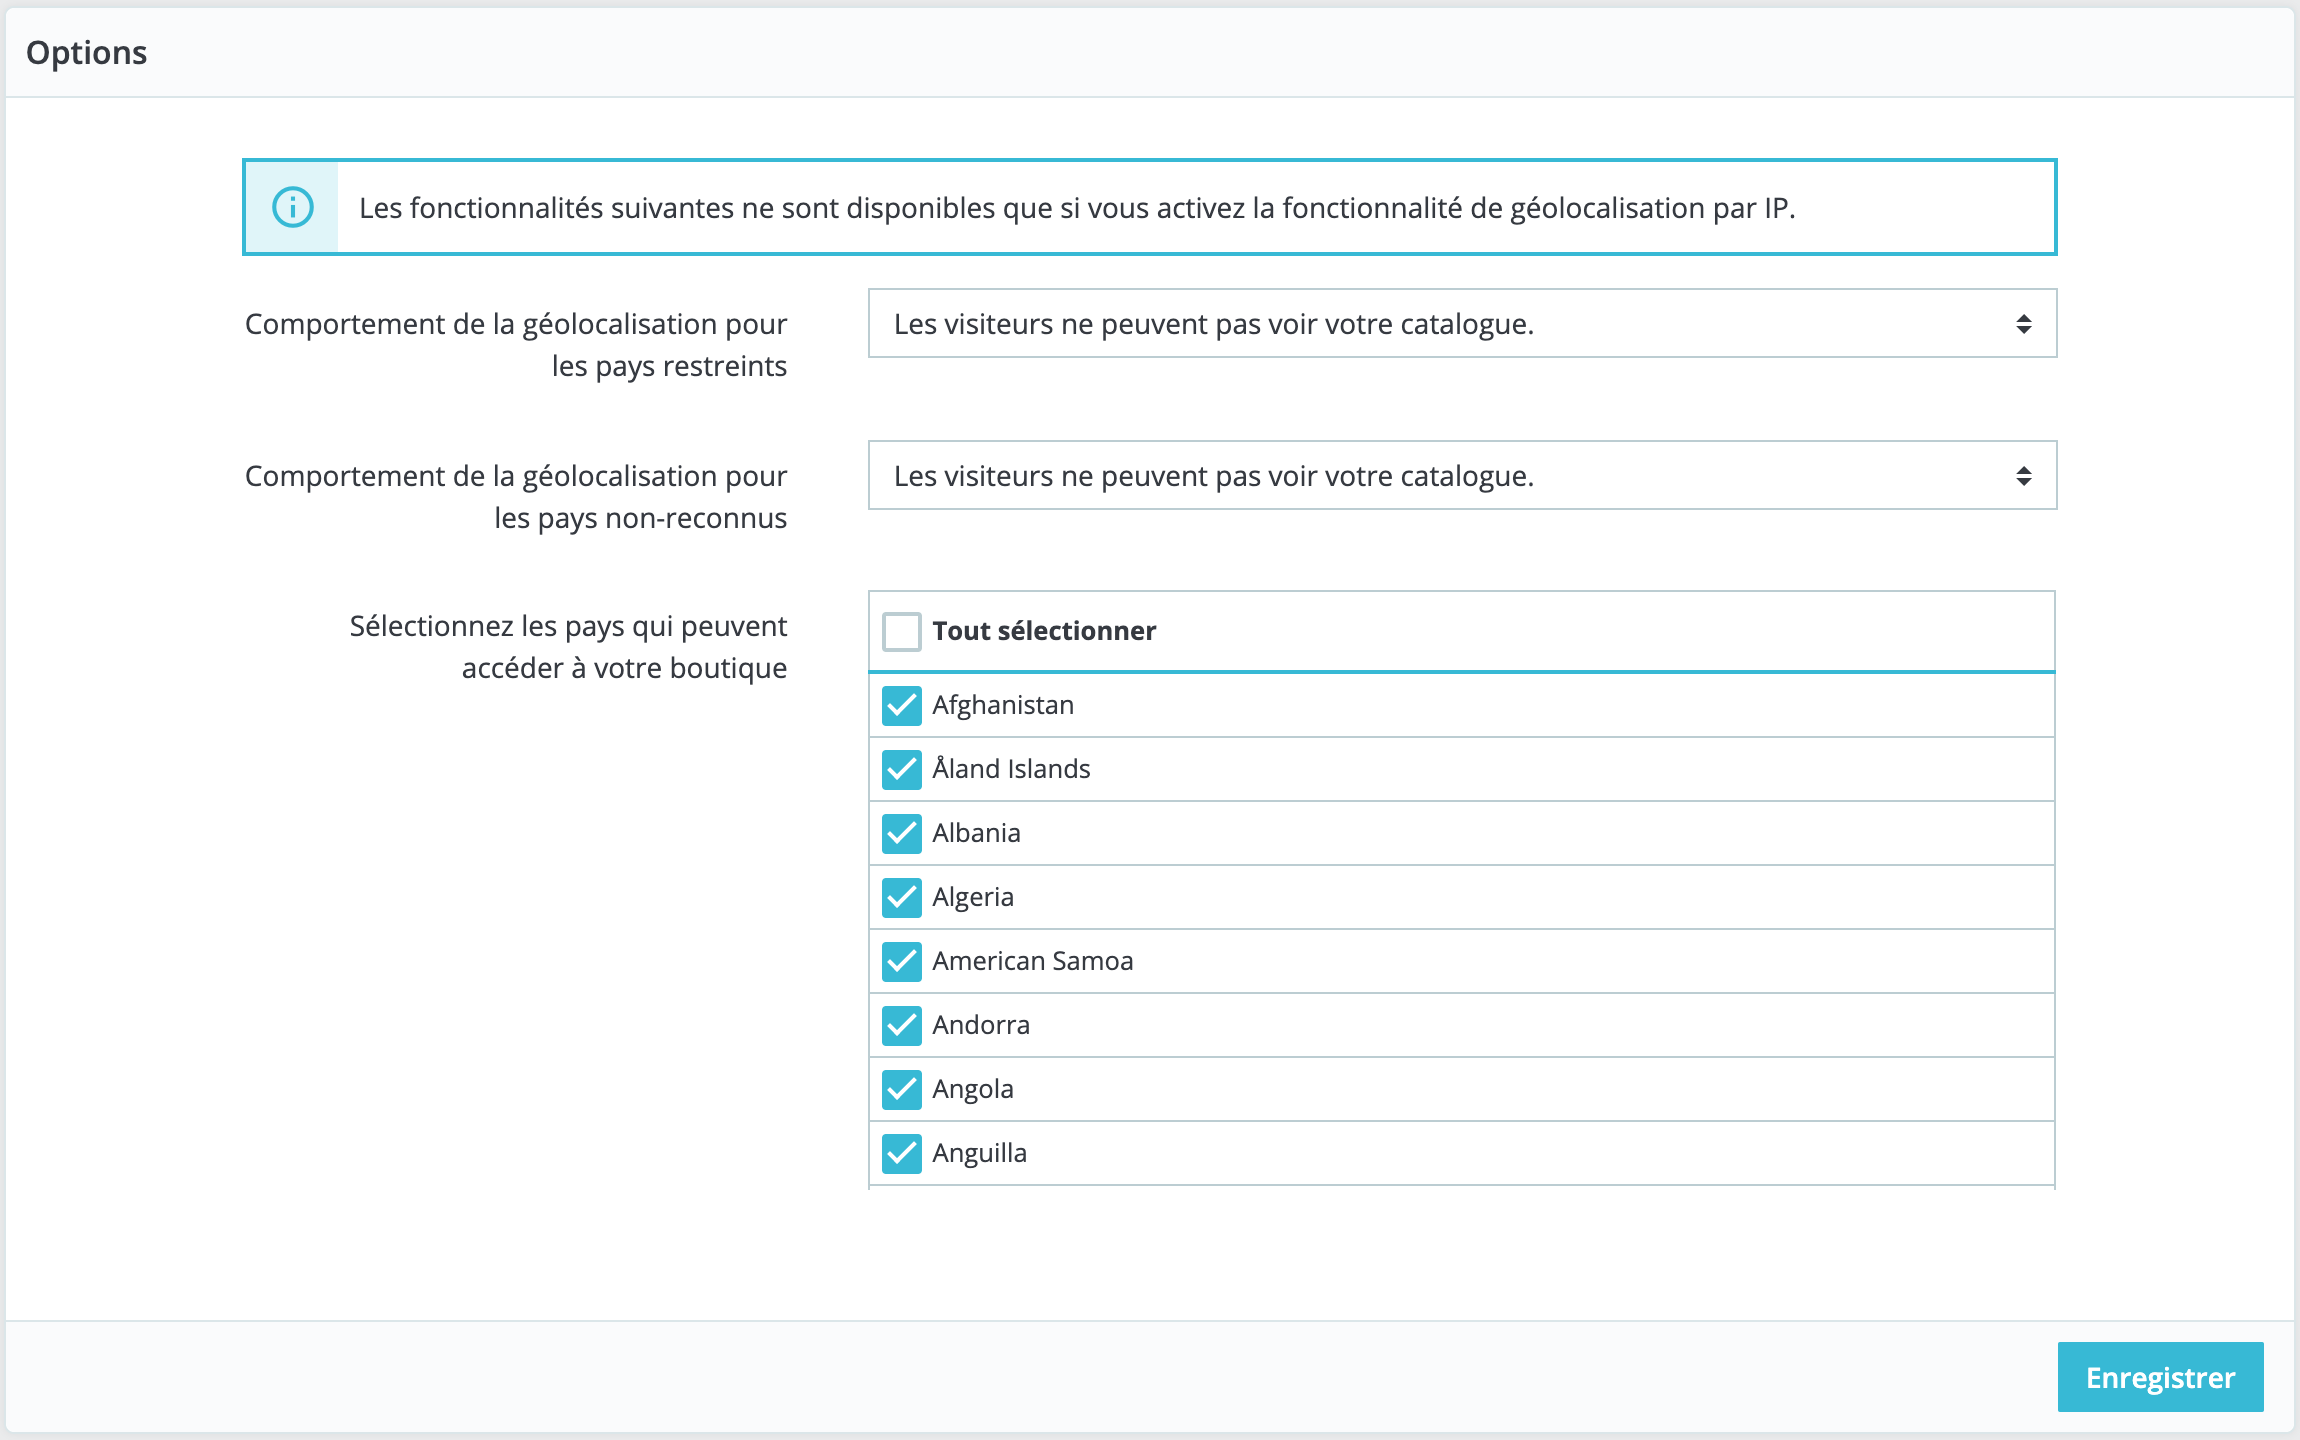 Options
Les fonctionnalités suivantes ne sont disponibles que si vous activez la fonctionnalité de géolocalisation par IP.
Comportement de la géolocalisation pour
les pays restreints
Les visiteurs ne peuvent pas voir votre catalogue.
Comportement de la géolocalisation pour
les pays non-reconnus
Les visiteurs ne peuvent pas voir votre catalogue.
Sélectionnez les pays qui peuvent
accéder à votre boutique
Tout sélectionner
Afghanistan
Åland Islands
Albania
Algeria
American Samoa
Andorra
Angola
Anguilla
Enregistrer